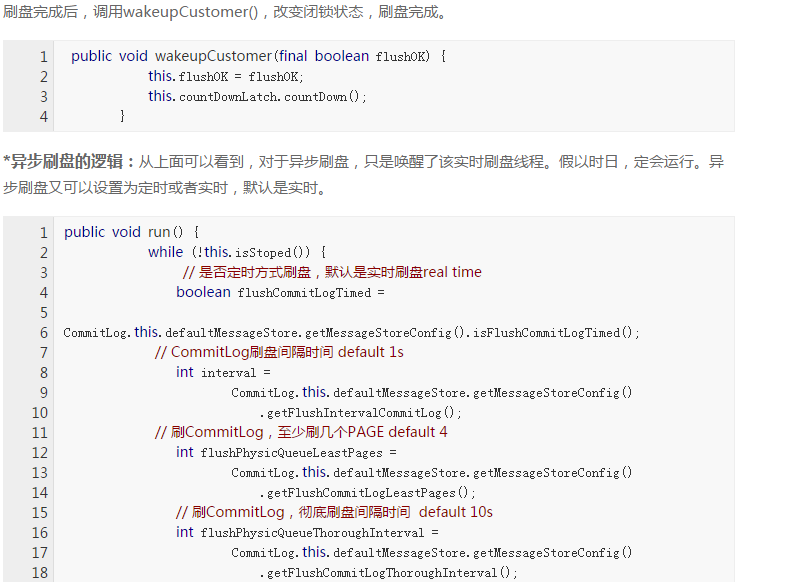 刷盘完成后，调用wakeupCustomer()，改变闭锁状态，刷盘完成。
1 public void wakeupCustomer(final boolean flushOK) {
2 this.flushOK = flushOK;
3 this.countDownLatch.countDown();
4 }
*异步刷盘的逻辑：从上面可以看到，对于异步刷盘，只是唤醒了该实时刷盘线程。假以时日，定会运行。异
步刷盘又可以设置为定时或者实时，默认是实时。
1 public void run() {
2 while (!this.isStoped()) {
3 // 是否定时方式刷盘，默认是实时刷盘real time
4 boolean flushCommitLogTimed =
5
6 CommitLog.this.defaultMessageStore.getMessageStoreConfig().isFlushCommitLogTimed();
7 // CommitLog刷盘间隔时间 default 1s
8 int interval =
9 CommitLog.this.defaultMessageStore.getMessageStoreConfig()
10 .getFlushIntervalCommitLog();
11 // 刷CommitLog，至少刷几个PAGE default 4
12 int flushPhysicQueueLeastPages =
13 CommitLog.this.defaultMessageStore.getMessageStoreConfig()
14 .getFlushCommitLogLeastPages();
15 // 刷CommitLog，彻底刷盘间隔时间 default 10s
16 int flushPhysicQueueThoroughInterval =
17 CommitLog.this.defaultMessageStore.getMessageStoreConfig()
18 .getFlushCommitLogThoroughInterval();